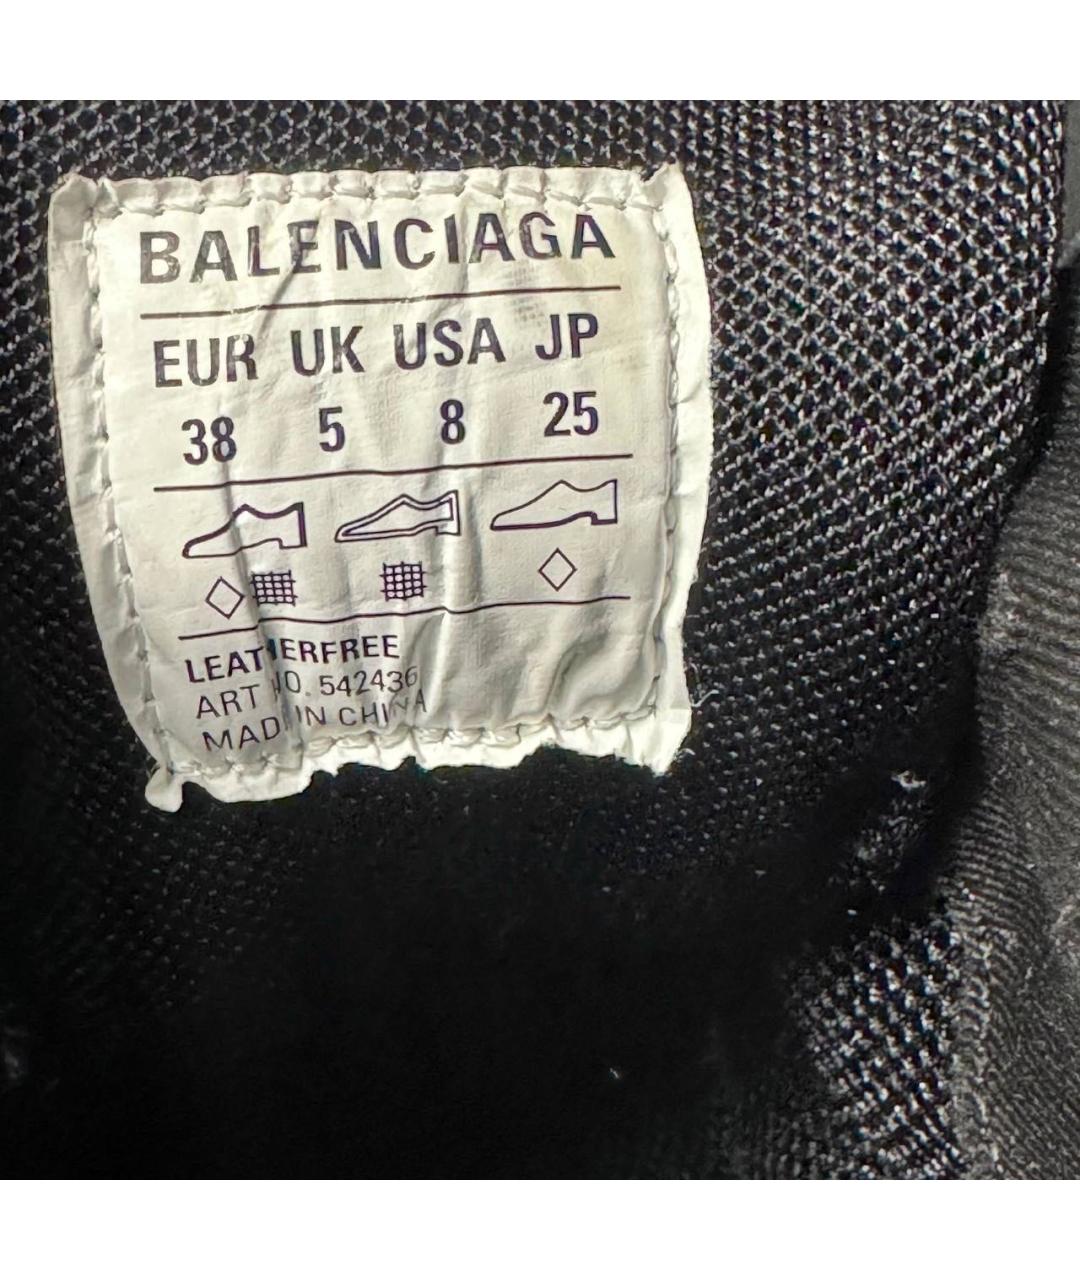 BALENCIAGA
EUR UK USA JP
38 5 8 25
LEATHERFREE
ART NO. 542436
MADE IN CHINA